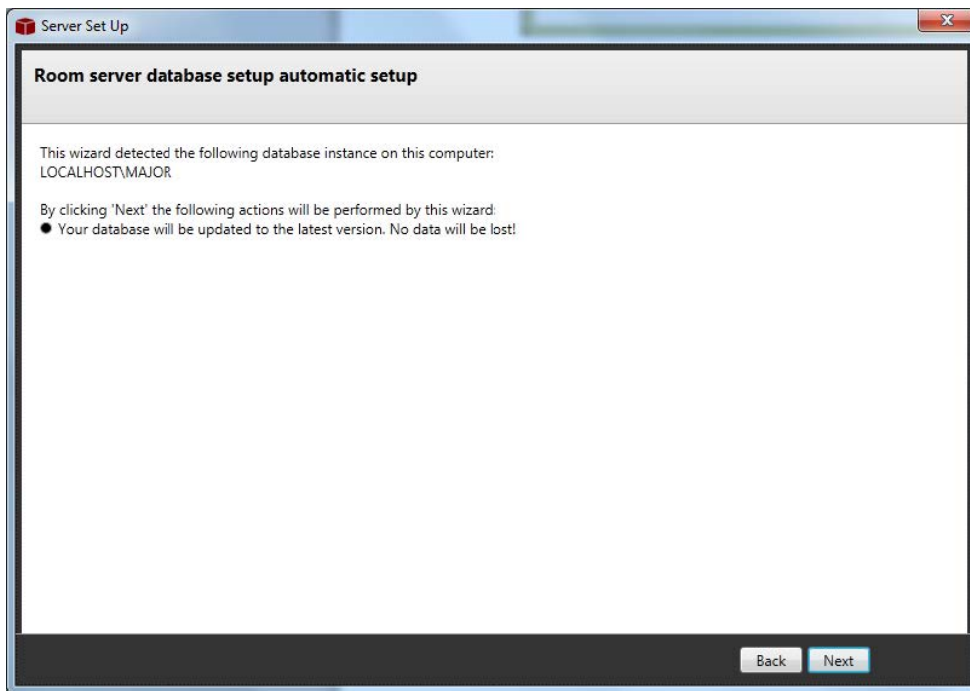 Server Set Up
Room server database setup automatic setup
This wizard detected the following database instance on this computer:
LOCALHOST\MAJOR
By clicking 'Next' the following actions will be performed by this wizard:
● Your database will be updated to the latest version. No data will be lost!
Back Next